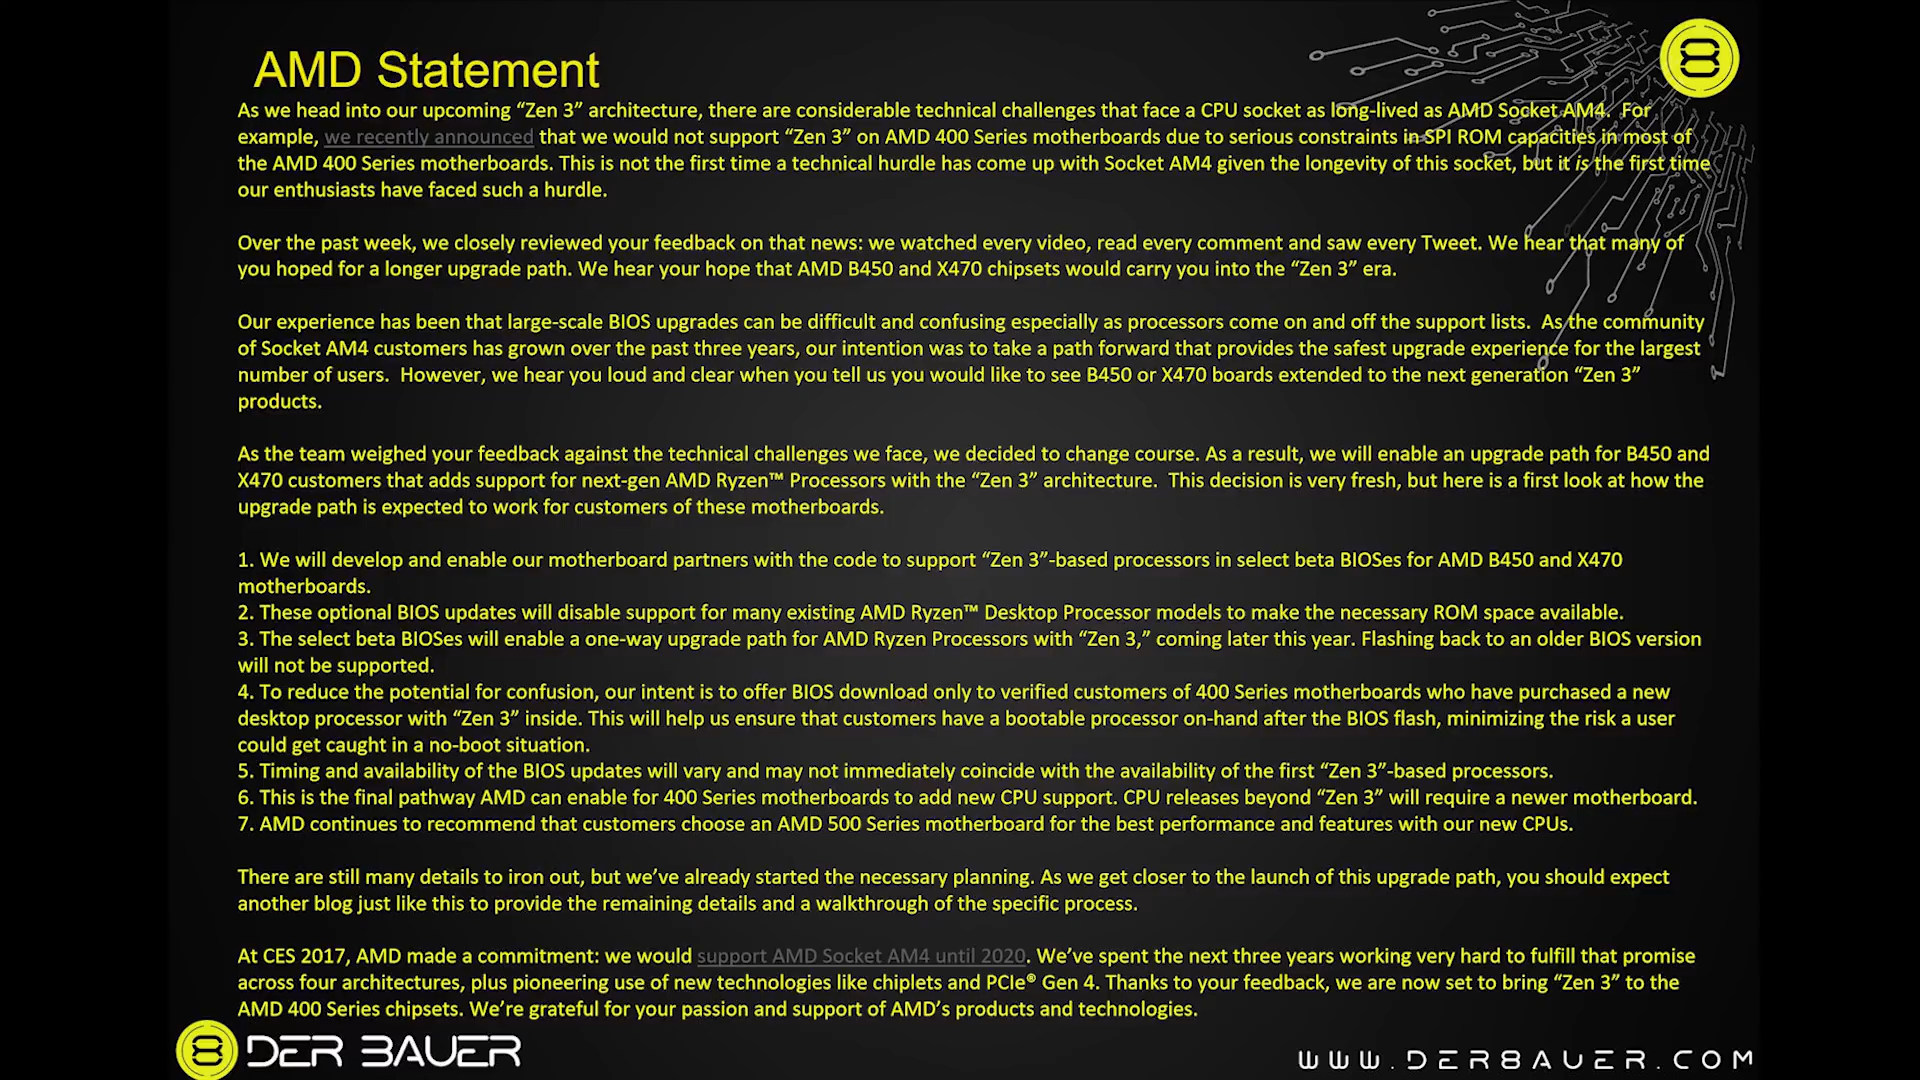 AMD Statement
As we head into our upcoming “Zen 3” architecture, there are considerable technical challenges that face a CPU socket as long-lived as AMD Socket AM4.  For
example, we recently announced that we would not support “Zen 3” on AMD 400 Series motherboards due to serious constraints in SPI ROM capacities in most of
the AMD 400 Series motherboards. This is not the first time a technical hurdle has come up with Socket AM4 given the longevity of this socket, but it is the first time
our enthusiasts have faced such a hurdle.
Over the past week, we closely reviewed your feedback on that news: we watched every video, read every comment and saw every Tweet. We hear that many of
you hoped for a longer upgrade path. We hear your hope that AMD B450 and X470 chipsets would carry you into the “Zen 3” era.
Our experience has been that large-scale BIOS upgrades can be difficult and confusing especially as processors come on and off the support lists.  As the community
of Socket AM4 customers has grown over the past three years, our intention was to take a path forward that provides the safest upgrade experience for the largest
number of users.  However, we hear you loud and clear when you tell us you would like to see B450 or X470 boards extended to the next generation “Zen 3”
products.
As the team weighed your feedback against the technical challenges we face, we decided to change course. As a result, we will enable an upgrade path for B450 and
X470 customers that adds support for next-gen AMD Ryzen™ Processors with the “Zen 3” architecture.  This decision is very fresh, but here is a first look at how the
upgrade path is expected to work for customers of these motherboards.
1. We will develop and enable our motherboard partners with the code to support “Zen 3”-based processors in select beta BIOSes for AMD B450 and X470
motherboards.
2. These optional BIOS updates will disable support for many existing AMD Ryzen™ Desktop Processor models to make the necessary ROM space available.
3. The select beta BIOSes will enable a one-way upgrade path for AMD Ryzen Processors with “Zen 3,” coming later this year. Flashing back to an older BIOS version
will not be supported.
4. To reduce the potential for confusion, our intent is to offer BIOS download only to verified customers of 400 Series motherboards who have purchased a new
desktop processor with “Zen 3” inside. This will help us ensure that customers have a bootable processor on-hand after the BIOS flash, minimizing the risk a user
could get caught in a no-boot situation.
5. Timing and availability of the BIOS updates will vary and may not immediately coincide with the availability of the first “Zen 3”-based processors.
6. This is the final pathway AMD can enable for 400 Series motherboards to add new CPU support. CPU releases beyond “Zen 3” will require a newer motherboard.
7. AMD continues to recommend that customers choose an AMD 500 Series motherboard for the best performance and features with our new CPUs.
There are still many details to iron out, but we’ve already started the necessary planning. As we get closer to the launch of this upgrade path, you should expect
another blog just like this to provide the remaining details and a walkthrough of the specific process.
At CES 2017, AMD made a commitment: we would support AMD Socket AM4 until 2020. We’ve spent the next three years working very hard to fulfill that promise
across four architectures, plus pioneering use of new technologies like chiplets and PCIe® Gen 4. Thanks to your feedback, we are now set to bring “Zen 3” to the
AMD 400 Series chipsets. We’re grateful for your passion and support of AMD’s products and technologies.
DER 8AUER
WWW.DER8AUER.COM